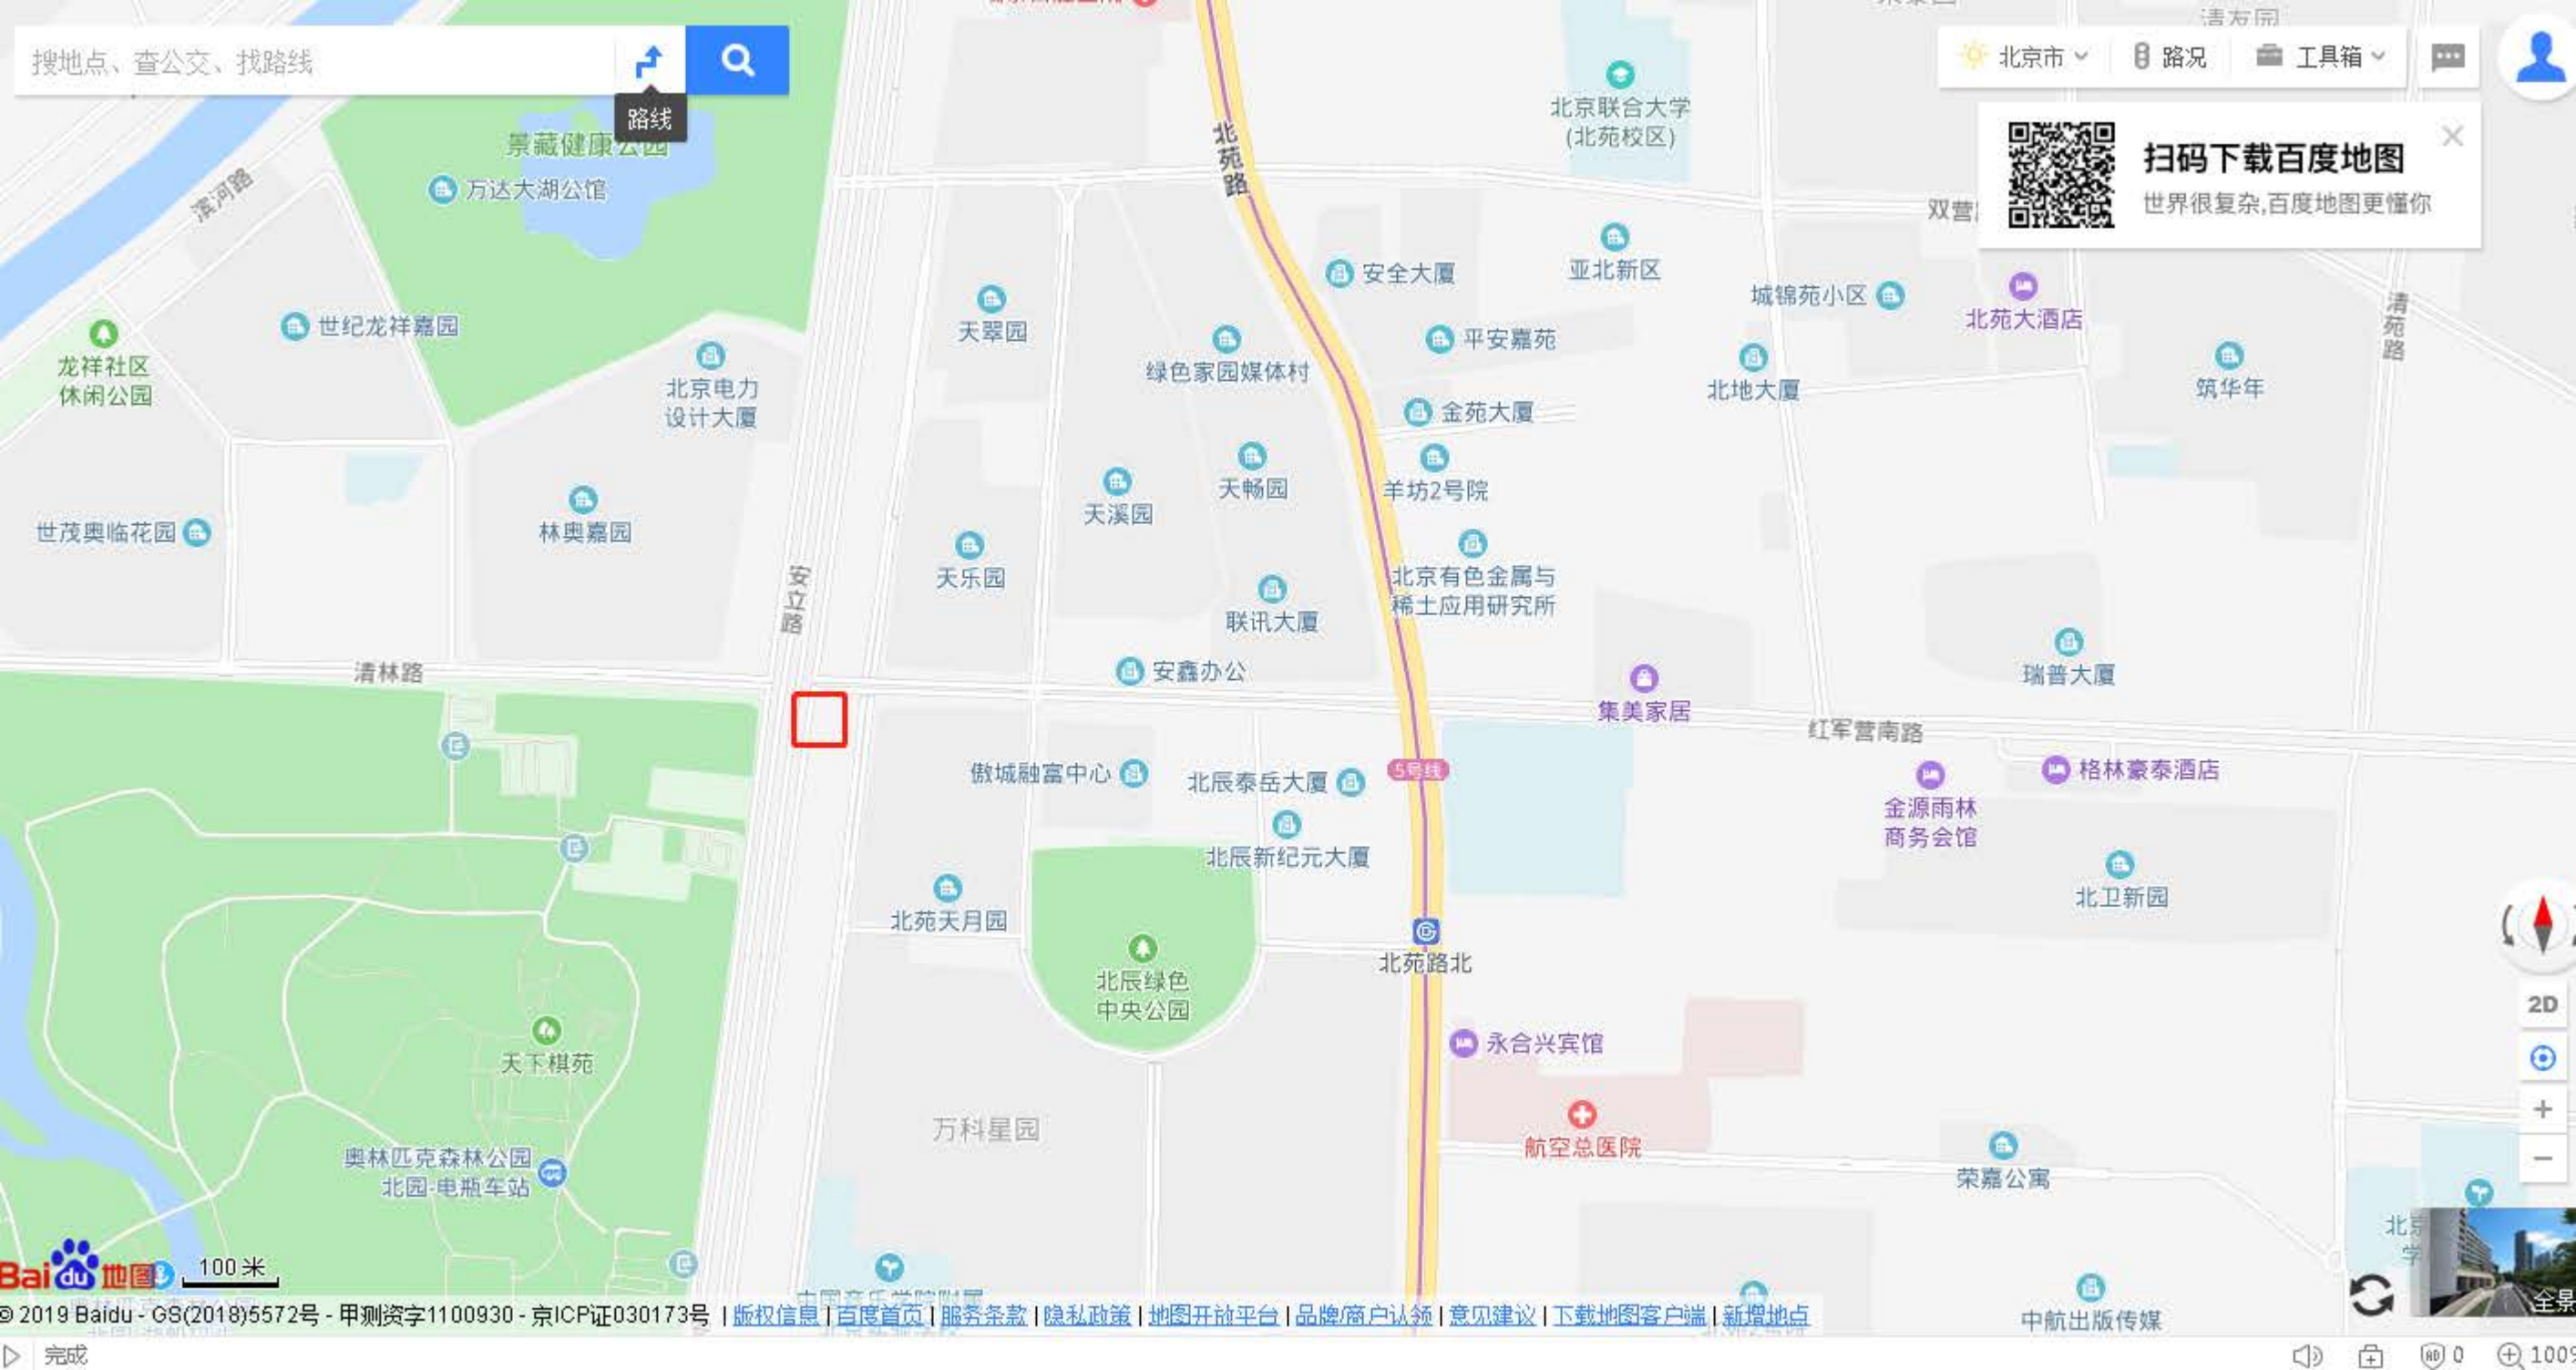 搜地点、查公交、找路线
路线
北京市
路况
工具箱
清友园
扫码下载百度地图
世界很复杂,百度地图更懂你
景藏健康公园
万达大湖公馆
滨河路
北苑路
北京联合大学
(北苑校区)
双营
安全大厦
亚北新区
城锦苑小区
北苑大酒店
清苑路
世纪龙祥嘉园
龙祥社区
休闲公园
北京电力
设计大厦
天翠园
绿色家园媒体村
平安嘉苑
北地大厦
筑华年
金苑大厦
天畅园
羊坊2号院
天溪园
世茂奥临花园
林奥嘉园
天乐园
安立路
北京有色金属与
稀土应用研究所
联讯大厦
清林路
安鑫办公
集美家居
瑞普大厦
红军营南路
傲城融富中心
北辰泰岳大厦
5号线
格林豪泰酒店
金源雨林
商务会馆
北辰新纪元大厦
北卫新园
北苑天月园
北苑路北
北辰绿色
中央公园
2D
天下棋苑
永合兴宾馆
万科星园
航空总医院
奥林匹克森林公园
北园-电瓶车站
荣嘉公寓
Bai du 地图
100 米
全景
中国音乐学院附属
中航出版传媒
© 2019 Baidu - GS(2018)5572号 - 甲测资字1100930 - 京ICP证030173号 | 版权信息 | 百度首页 | 服务条款 | 隐私政策 | 地图开放平台 | 品牌/商户认领 | 意见建议 | 下载地图客户端 | 新增地点
完成
0